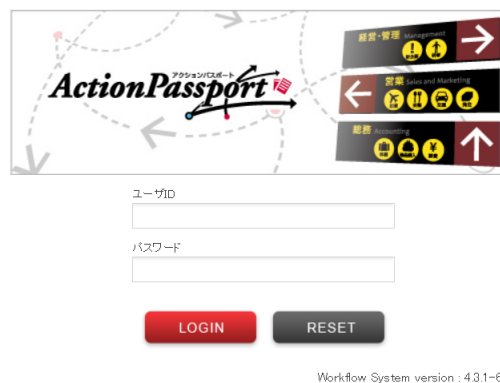 経営・管理 Management
アクションパスポート
ActionPassport
営業 Sales and Marketing
総務 Accounting
ユーザID
パスワード
LOGIN RESET
Workflow System version : 4.3.1-6